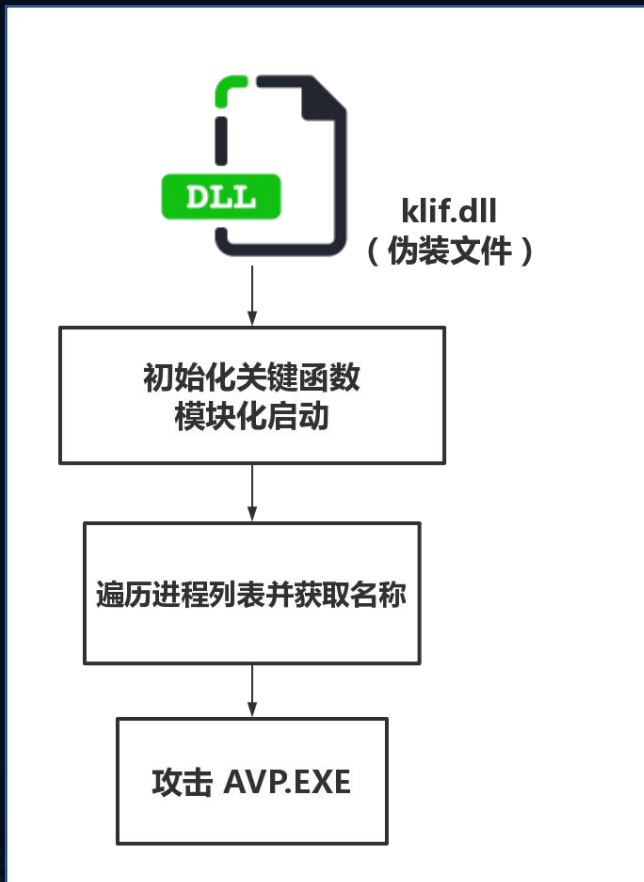 DLL
klif.dll
（伪装文件）
初始化关键函数
模块化启动
遍历进程列表并获取名称
攻击 AVP.EXE